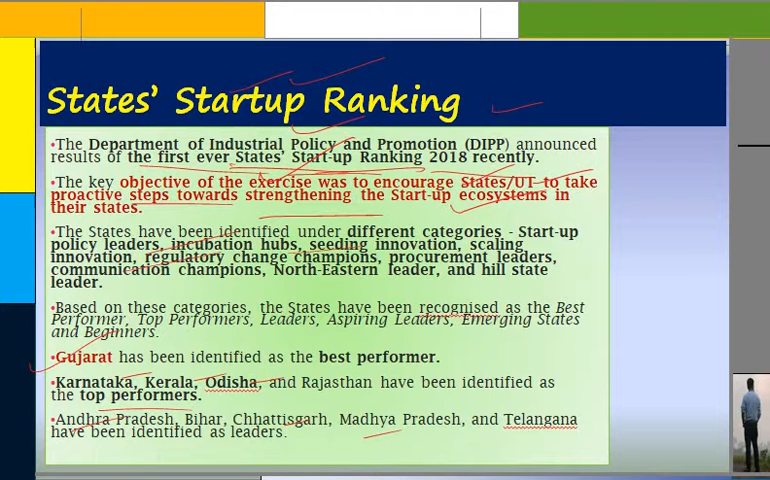 States' Startup Ranking
•The Department of Industrial Policy and Promotion (DIPP) announced
results of the first ever States' Start-up Ranking 2018 recently.
•The key objective of the exercise was to encourage States/UT to take
proactive steps towards strengthening the Start-up ecosystems in
their states.
•The States have been identified under different categories - Start-up
policy leaders, incubation hubs, seeding innovation, scaling
innovation, regulatory change champions, procurement leaders,
communication champions, North-Eastern leader, and hill state
leader.
•Based on these categories, the States have been recognised as the Best
Performer, Top Performers, Leaders, Aspiring Leaders, Emerging States
and Beginners.
•Gujarat has been identified as the best performer.
•Karnataka, Kerala, Odisha, and Rajasthan have been identified as
the top performers.
•Andhra Pradesh, Bihar, Chhattisgarh, Madhya Pradesh, and Telangana
have been identified as leaders.